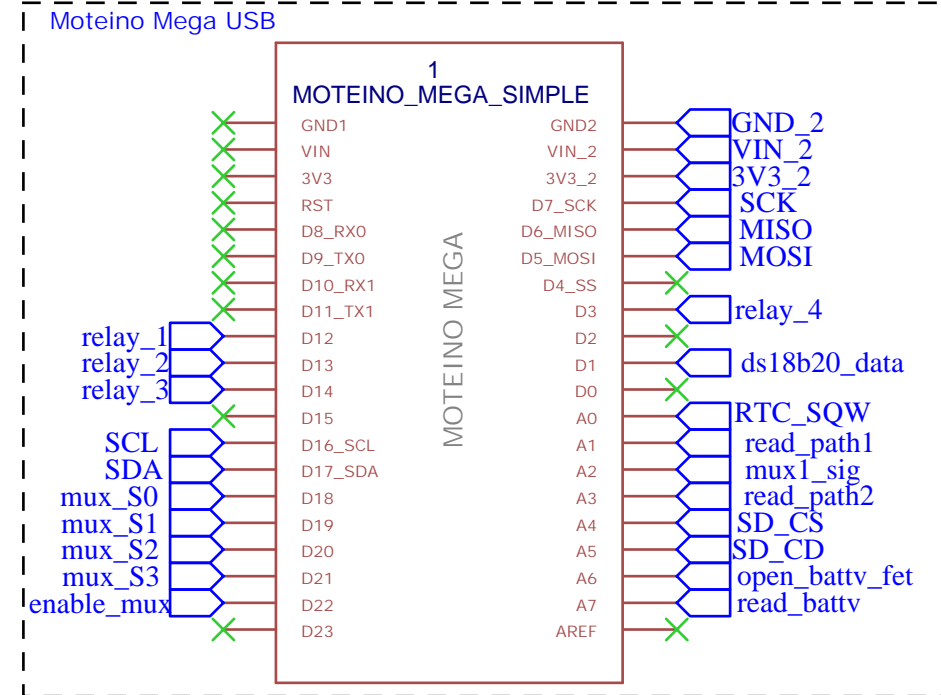 Moteino Mega USB
1
MOTEINO_MEGA_SIMPLE
GND1 GND2 GND_2
VIN VIN_2 VIN_2
3V3 3V3_2 3V3_2
RST D7_SCK SCK
D8_RX0 D6_MISO MISO
D9_TX0 D5_MOSI MOSI
D10_RX1 D4_SS
D11_TX1 D3 relay_4
relay_1 D12 D2
relay_2 D13 D1 ds18b20_data
relay_3 D14 D0
D15 A0 RTC_SQW
SCL D16_SCL A1 read_path1
SDA D17_SDA A2 mux1_sig
mux_S0 D18 A3 read_path2
mux_S1 D19 A4 SD_CS
mux_S2 D20 A5 SD_CD
mux_S3 D21 A6 open_battv_fet
enable_mux D22 A7 read_battv
D23 AREF
MOTEINO MEGA